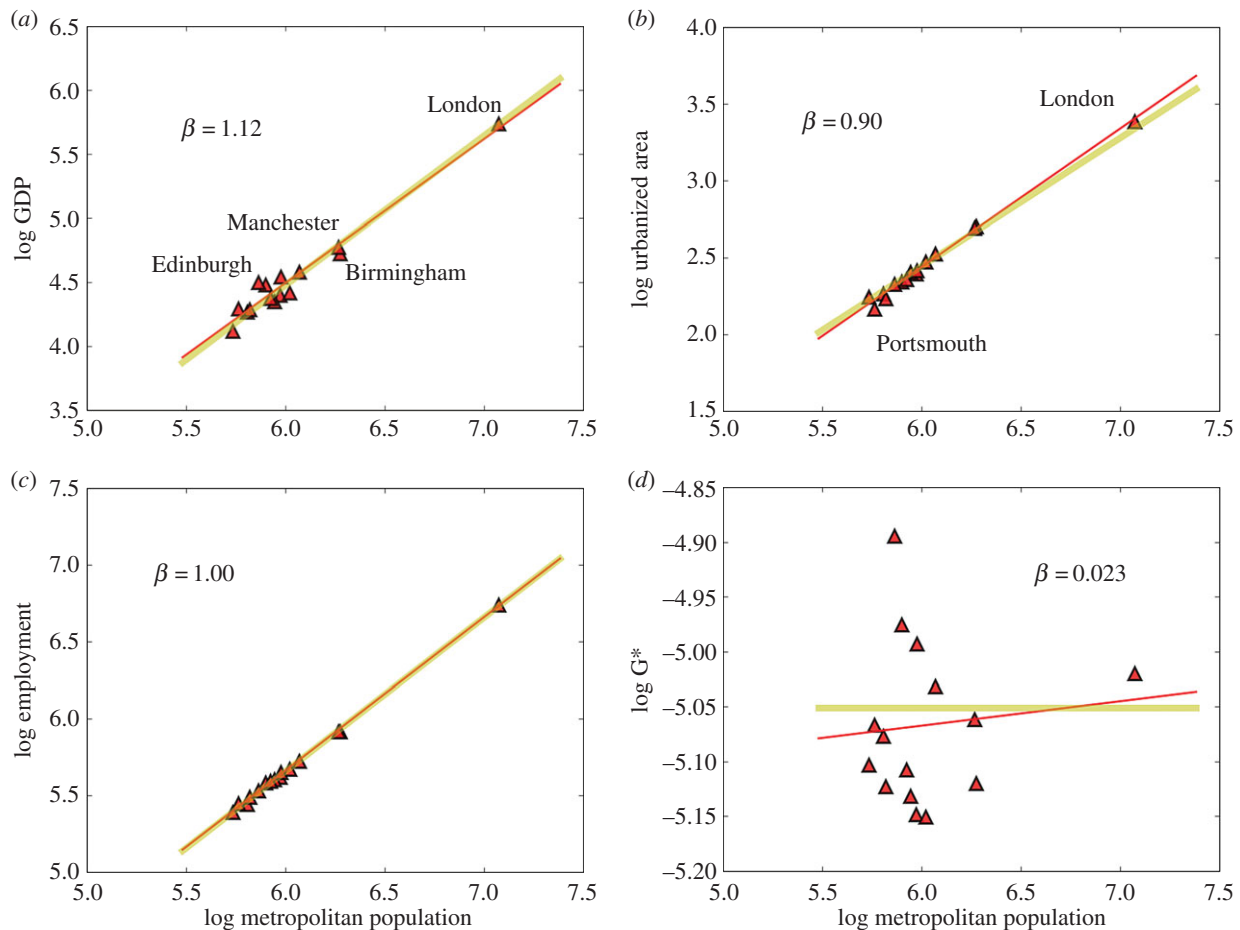 (a)
6.5
6.0
5.5
5.0
4.5
4.0
3.5
log GDP
β = 1.12
London
Manchester
Edinburgh
Birmingham
5.0 5.5 6.0 6.5 7.0 7.5
(b)
4.0
3.5
3.0
2.5
2.0
1.5
log urbanized area
β = 0.90
London
Portsmouth
5.0 5.5 6.0 6.5 7.0 7.5
(c)
7.5
7.0
6.5
6.0
5.5
5.0
log employment
β = 1.00
5.0 5.5 6.0 6.5 7.0 7.5
log metropolitan population
(d)
–4.85
–4.90
–4.95
–5.00
–5.05
–5.10
–5.15
–5.20
log G*
β = 0.023
5.0 5.5 6.0 6.5 7.0 7.5
log metropolitan population